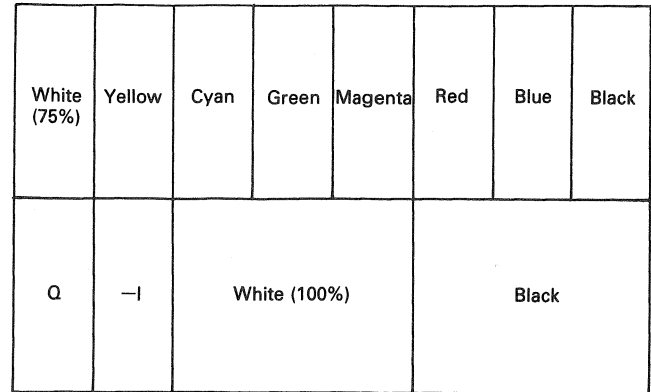 White
(75%)
Yellow
Cyan
Green
Magenta
Red
Blue
Black
Q
—I
White (100%)
Black